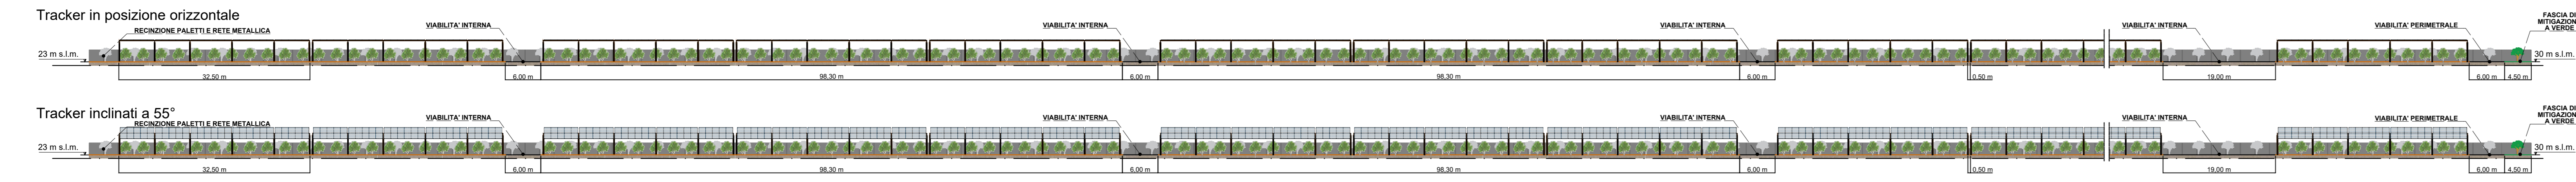 Tracker in posizione orizzontale
RECINZIONE PALETTI E RETE METALLICA
VIABILITA' INTERNA
VIABILITA' INTERNA
VIABILITA' INTERNA
VIABILITA' INTERNA
VIABILITA' PERIMETRALE
FASCIA DI
MITIGAZION
A VERDE
23 m s.l.m.
30 m s.l.m.
32,50 m
6,00 m
98,30 m
6,00 m
98,30 m
6,00 m
0,50 m
19,00 m
6,00 m
4,50 m
Tracker inclinati a 55°
RECINZIONE PALETTI E RETE METALLICA
VIABILITA' INTERNA
VIABILITA' INTERNA
VIABILITA' INTERNA
VIABILITA' INTERNA
VIABILITA' PERIMETRALE
FASCIA DI
MITIGAZION
A VERDE
23 m s.l.m.
30 m s.l.m.
32,50 m
6,00 m
98,30 m
6,00 m
98,30 m
6,00 m
0,50 m
19,00 m
6,00 m
4,50 m